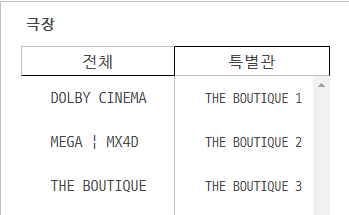 극장
전체 특별관
DOLBY CINEMA THE BOUTIQUE 1
MEGA ¦ MX4D THE BOUTIQUE 2
THE BOUTIQUE THE BOUTIQUE 3